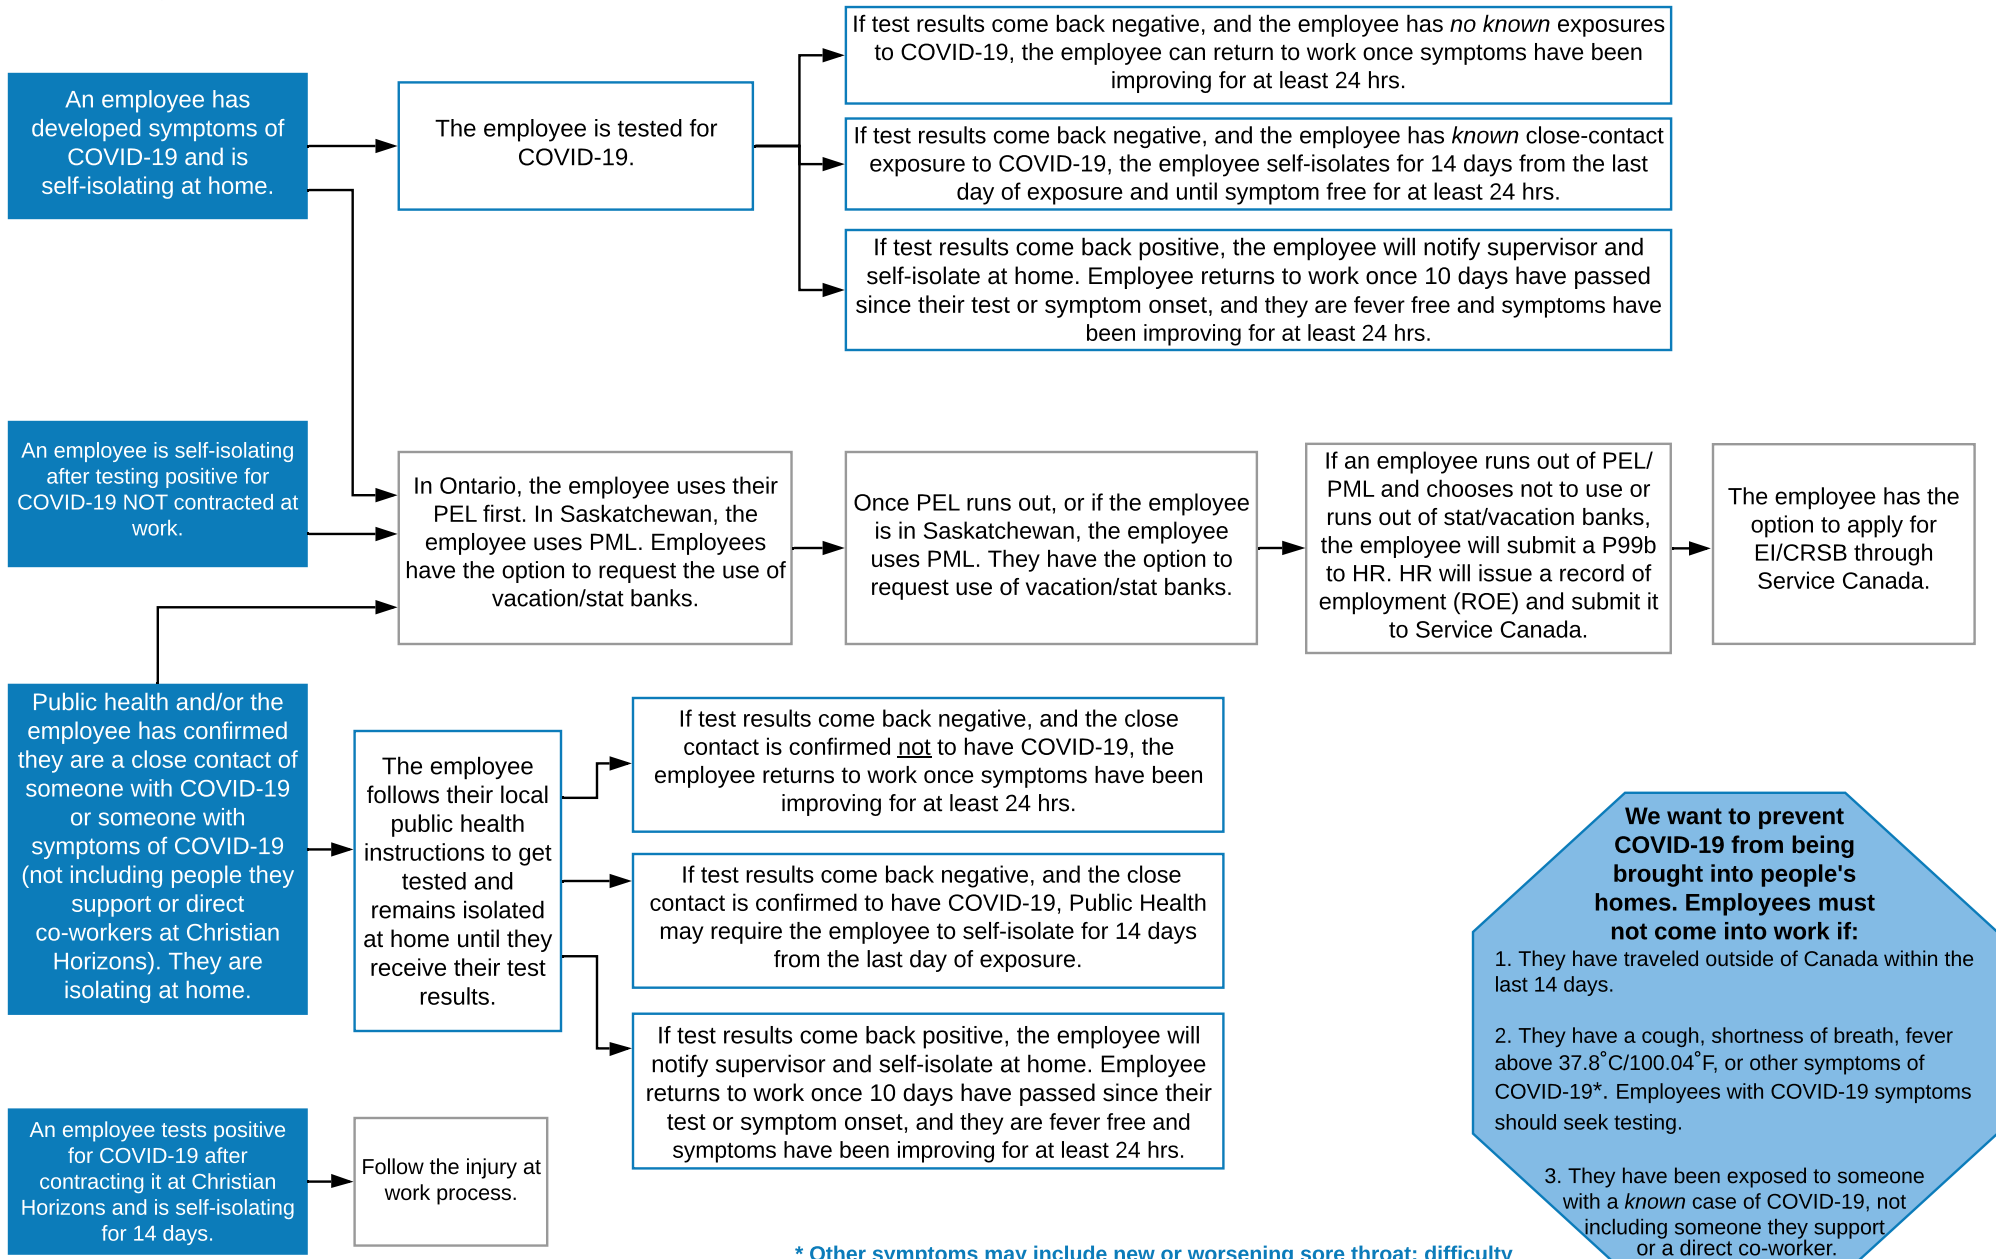 An employee has
developed symptoms of
COVID-19 and is
self-isolating at home.
The employee is tested for
COVID-19.
If test results come back negative, and the employee has no known exposures
to COVID-19, the employee can return to work once symptoms have been
improving for at least 24 hrs.
If test results come back negative, and the employee has known close-contact
exposure to COVID-19, the employee self-isolates for 14 days from the last
day of exposure and until symptom free for at least 24 hrs.
If test results come back positive, the employee will notify supervisor and
self-isolate at home. Employee returns to work once 10 days have passed
since their test or symptom onset, and they are fever free and symptoms have
been improving for at least 24 hrs.
An employee is self-isolating
after testing positive for
COVID-19 NOT contracted at
work.
In Ontario, the employee uses their
PEL first. In Saskatchewan, the
employee uses PML. Employees
have the option to request the use of
vacation/stat banks.
Once PEL runs out, or if the employee
is in Saskatchewan, the employee
uses PML. They have the option to
request use of vacation/stat banks.
If an employee runs out of PEL/
PML and chooses not to use or
runs out of stat/vacation banks,
the employee will submit a P99b
to HR. HR will issue a record of
employment (ROE) and submit it
to Service Canada.
The employee has the
option to apply for
EI/CRSB through
Service Canada.
Public health and/or the
employee has confirmed
they are a close contact of
someone with COVID-19
or someone with
symptoms of COVID-19
(not including people they
support or direct
co-workers at Christian
Horizons). They are
isolating at home.
The employee
follows their local
public health
instructions to get
tested and
remains isolated
at home until they
receive their test
results.
If test results come back negative, and the close
contact is confirmed not to have COVID-19, the
employee returns to work once symptoms have been
improving for at least 24 hrs.
If test results come back negative, and the close
contact is confirmed to have COVID-19, Public Health
may require the employee to self-isolate for 14 days
from the last day of exposure.
If test results come back positive, the employee will
notify supervisor and self-isolate at home. Employee
returns to work once 10 days have passed since their
test or symptom onset, and they are fever free and
symptoms have been improving for at least 24 hrs.
An employee tests positive
for COVID-19 after
contracting it at Christian
Horizons and is self-isolating
for 14 days.
Follow the injury at
work process.
We want to prevent
COVID-19 from being
brought into people's
homes. Employees must
not come into work if:
1. They have traveled outside of Canada within the
last 14 days.
2. They have a cough, shortness of breath, fever
above 37.8˚C/100.04˚F, or other symptoms of
COVID-19*. Employees with COVID-19 symptoms
should seek testing.
3. They have been exposed to someone
with a known case of COVID-19, not
including someone they support
or a direct co-worker.
* Other symptoms may include new or worsening sore throat; difficulty